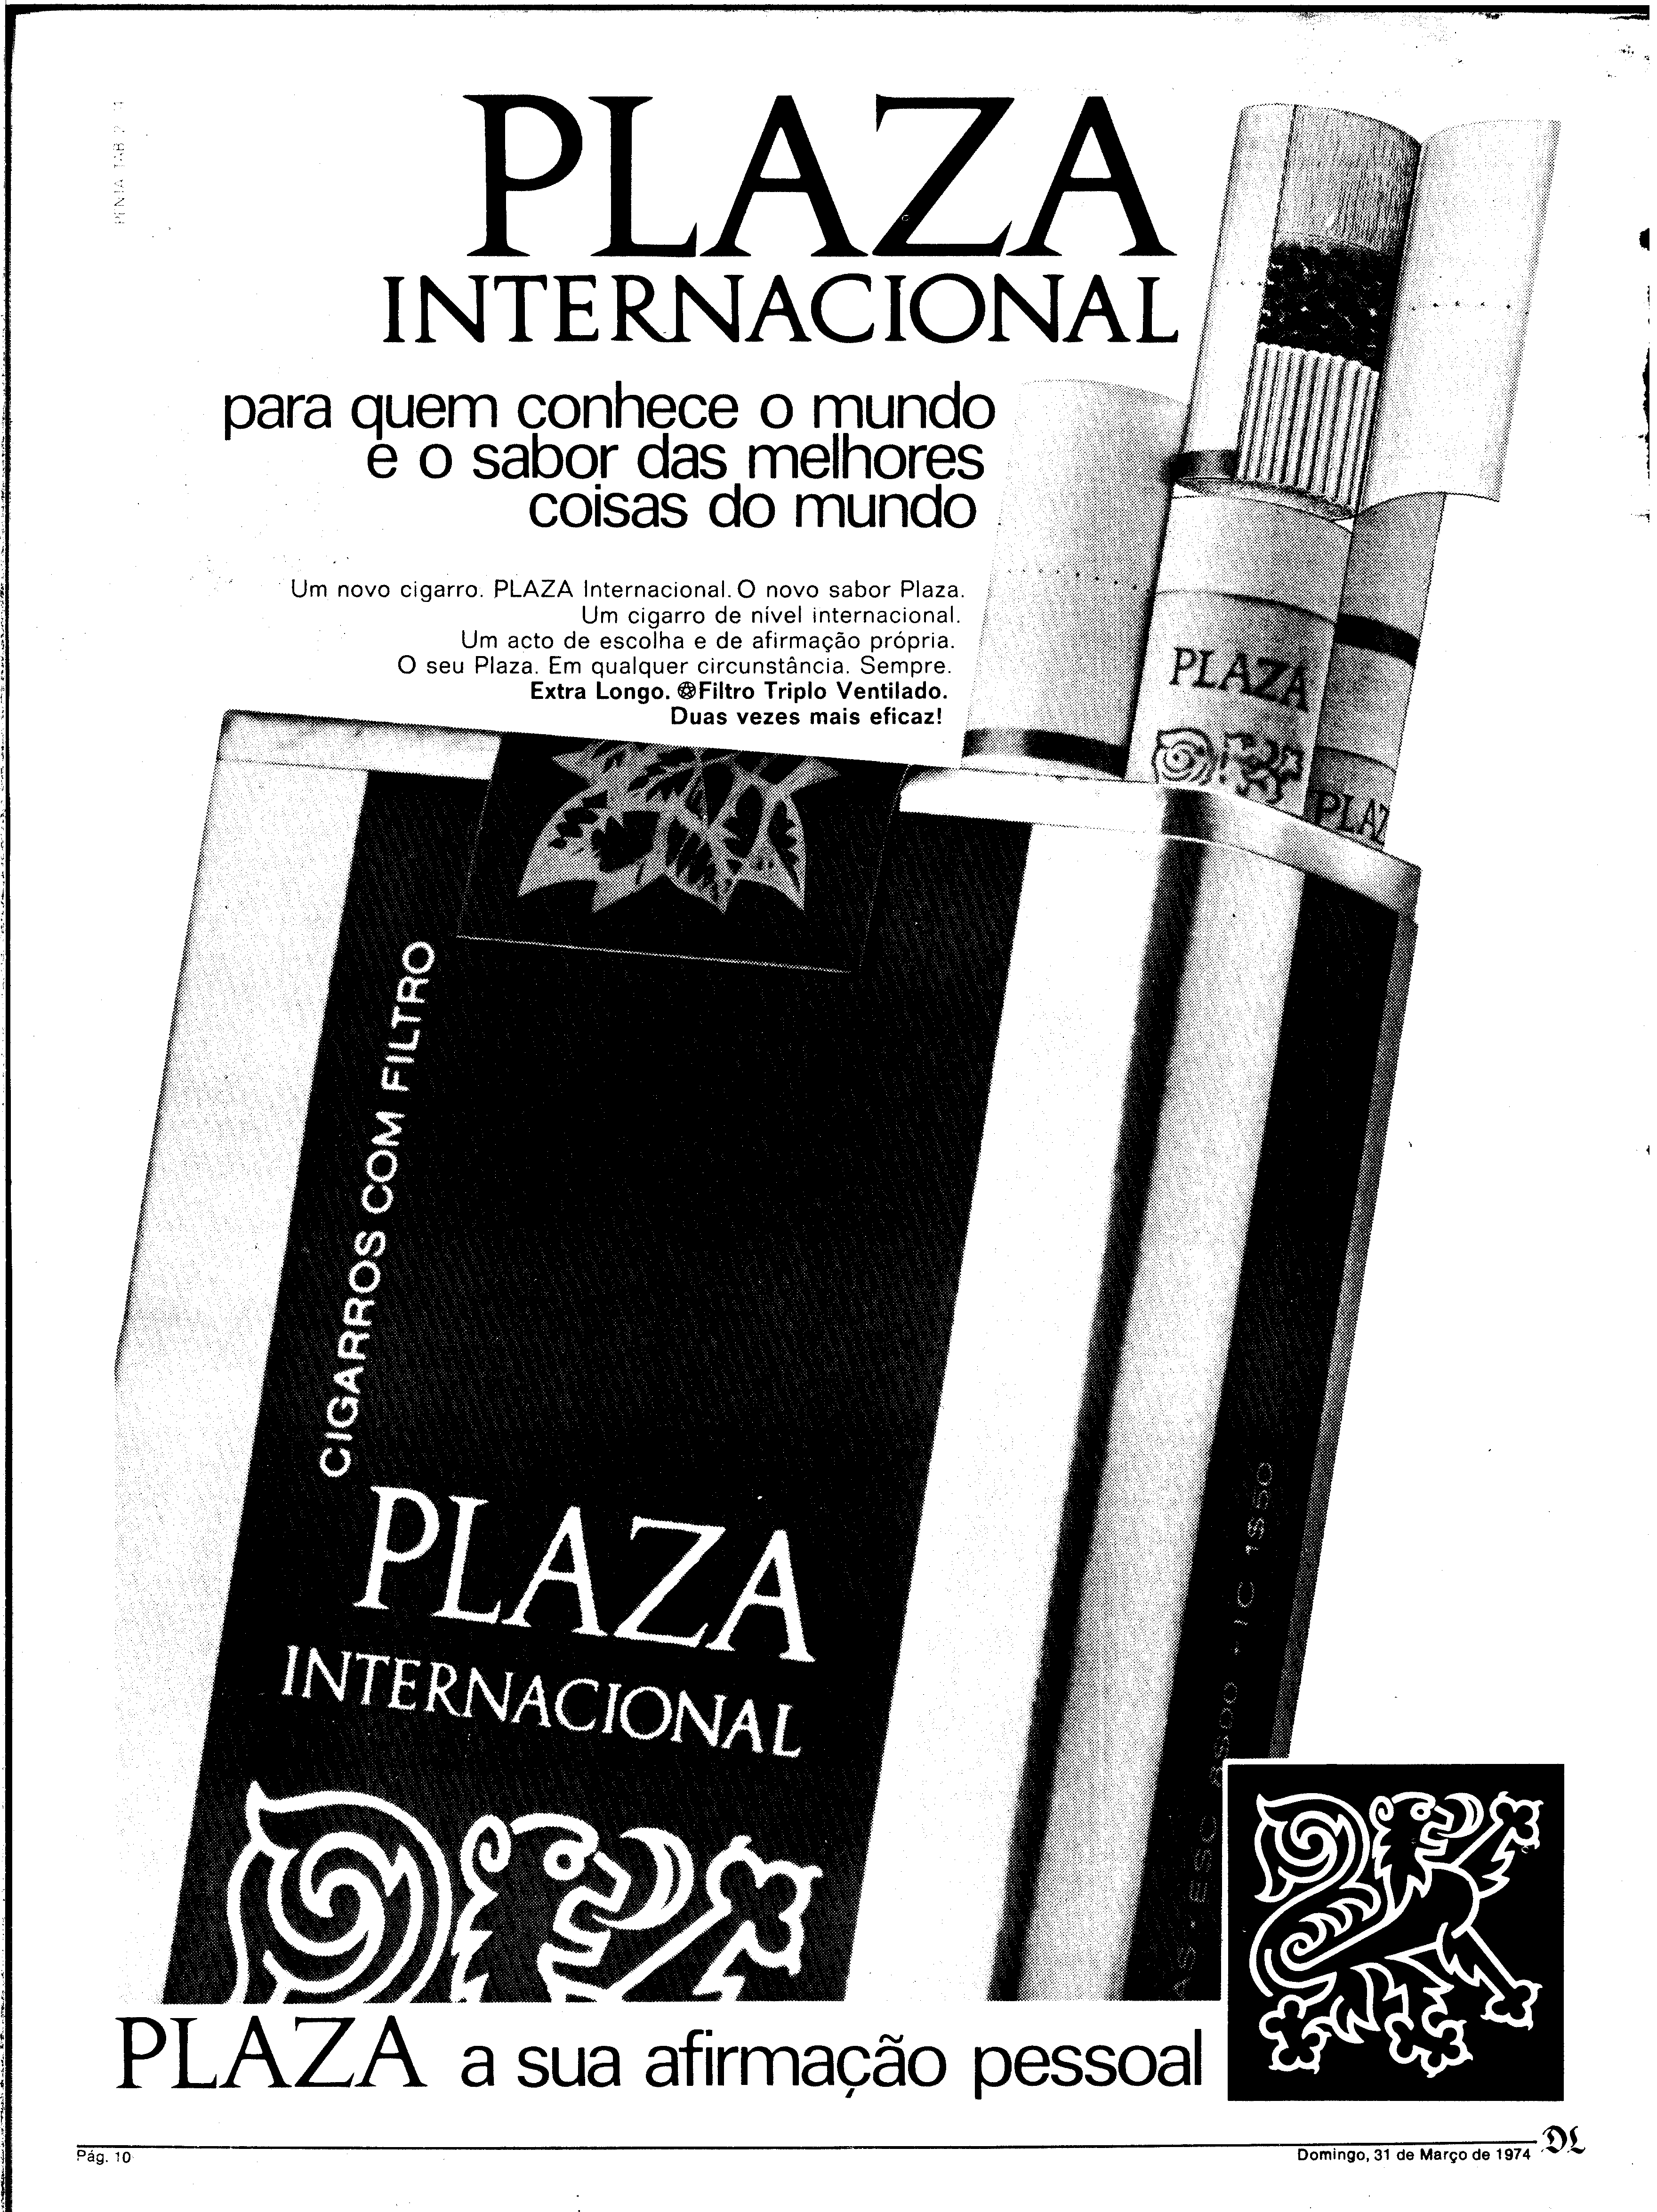 PLAZA
INTERNACIONAL
para quem conhece o mundo
e o sabor das melhores
coisas do mundo
Um novo cigarro. PLAZA Internacional. O novo sabor Plaza.
Um cigarro de nível internacional.
Um acto de escolha e de afirmação própria.
O seu Plaza. Em qualquer circunstância. Sempre.
Extra Longo. Filtro Triplo Ventilado.
Duas vezes mais eficaz!
PLAZA
PLAZ
CIGARROS COM FILTRO
PLAZA
INTERNACIONAL
PLAZA a sua afirmação pessoal
Pág. 10
Domingo, 31 de Março de 1974
DL